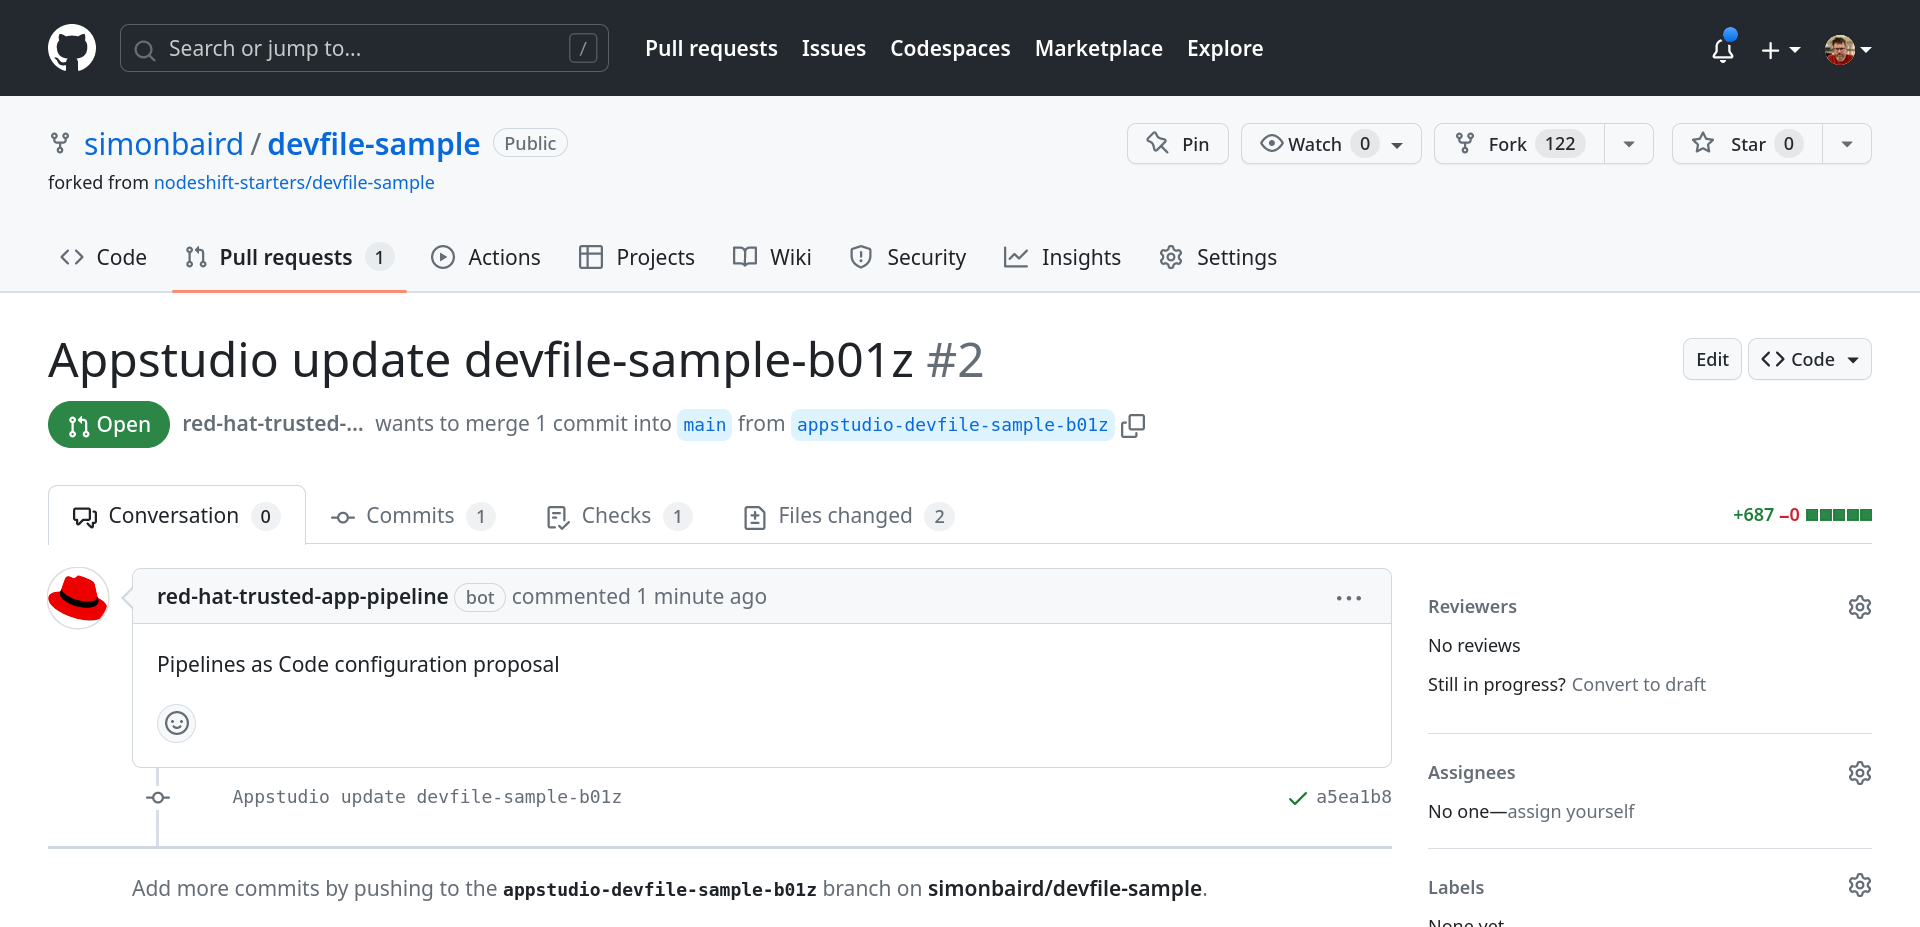 Search or jump to... / Pull requests Issues Codespaces Marketplace Explore
simonbaird / devfile-sample Public Pin Watch 0 Fork 122 Star 0
forked from nodeshift-starters/devfile-sample
Code Pull requests 1 Actions Projects Wiki Security Insights Settings
Appstudio update devfile-sample-b01z #2 Edit Code
Open red-hat-trusted-... wants to merge 1 commit into main from appstudio-devfile-sample-b01z
Conversation 0 Commits 1 Checks 1 Files changed 2 +687 −0
red-hat-trusted-app-pipeline bot commented 1 minute ago
Pipelines as Code configuration proposal
Appstudio update devfile-sample-b01z a5ea1b8
Add more commits by pushing to the appstudio-devfile-sample-b01z branch on simonbaird/devfile-sample.
Reviewers
No reviews
Still in progress? Convert to draft
Assignees
No one—assign yourself
Labels
None yet